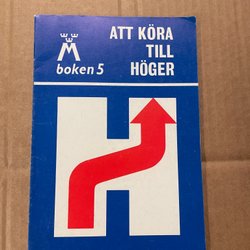 ATT KÖRA
TILL
HÖGER
M
boken 5
H